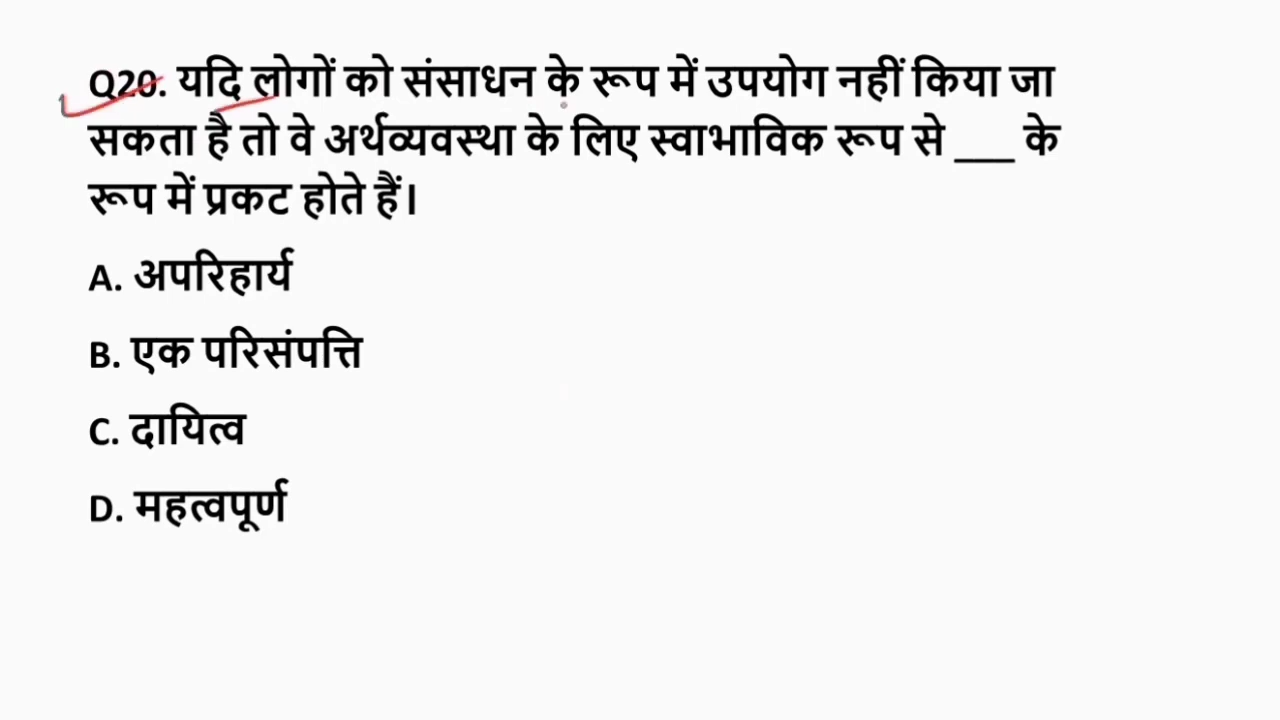 Q20. यदि लोगों को संसाधन के रूप में उपयोग नहीं किया जा
सकता है तो वे अर्थव्यवस्था के लिए स्वाभाविक रूप से ___ के
रूप में प्रकट होते हैं।
A. अपरिहार्य
B. एक परिसंपत्ति
C. दायित्व
D. महत्वपूर्ण